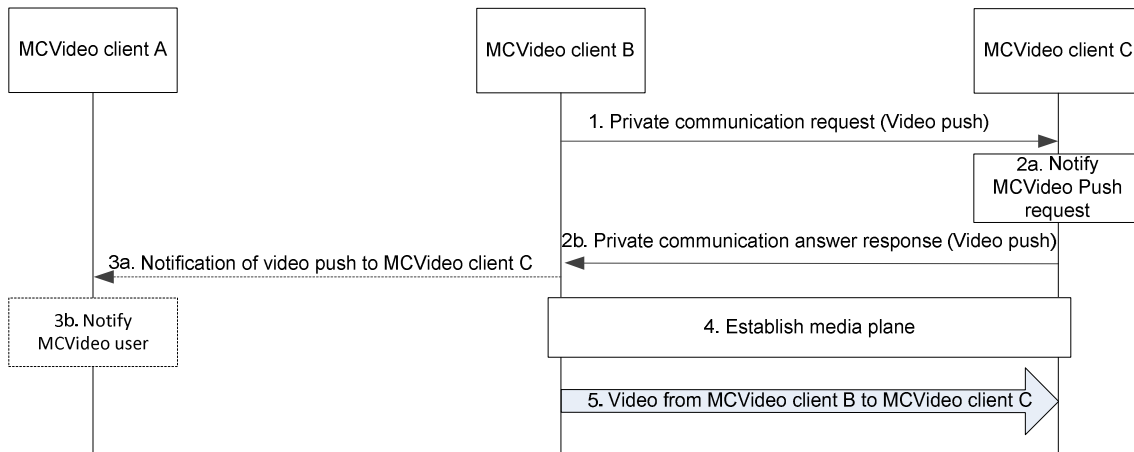 MCVideo client A
MCVideo client B
MCVideo client C
1. Private communication request (Video push)
2a. Notify
MCVideo Push
request
2b. Private communication answer response (Video push)
3a. Notification of video push to MCVideo client C
3b. Notify
MCVideo user
4. Establish media plane
5. Video from MCVideo client B to MCVideo client C